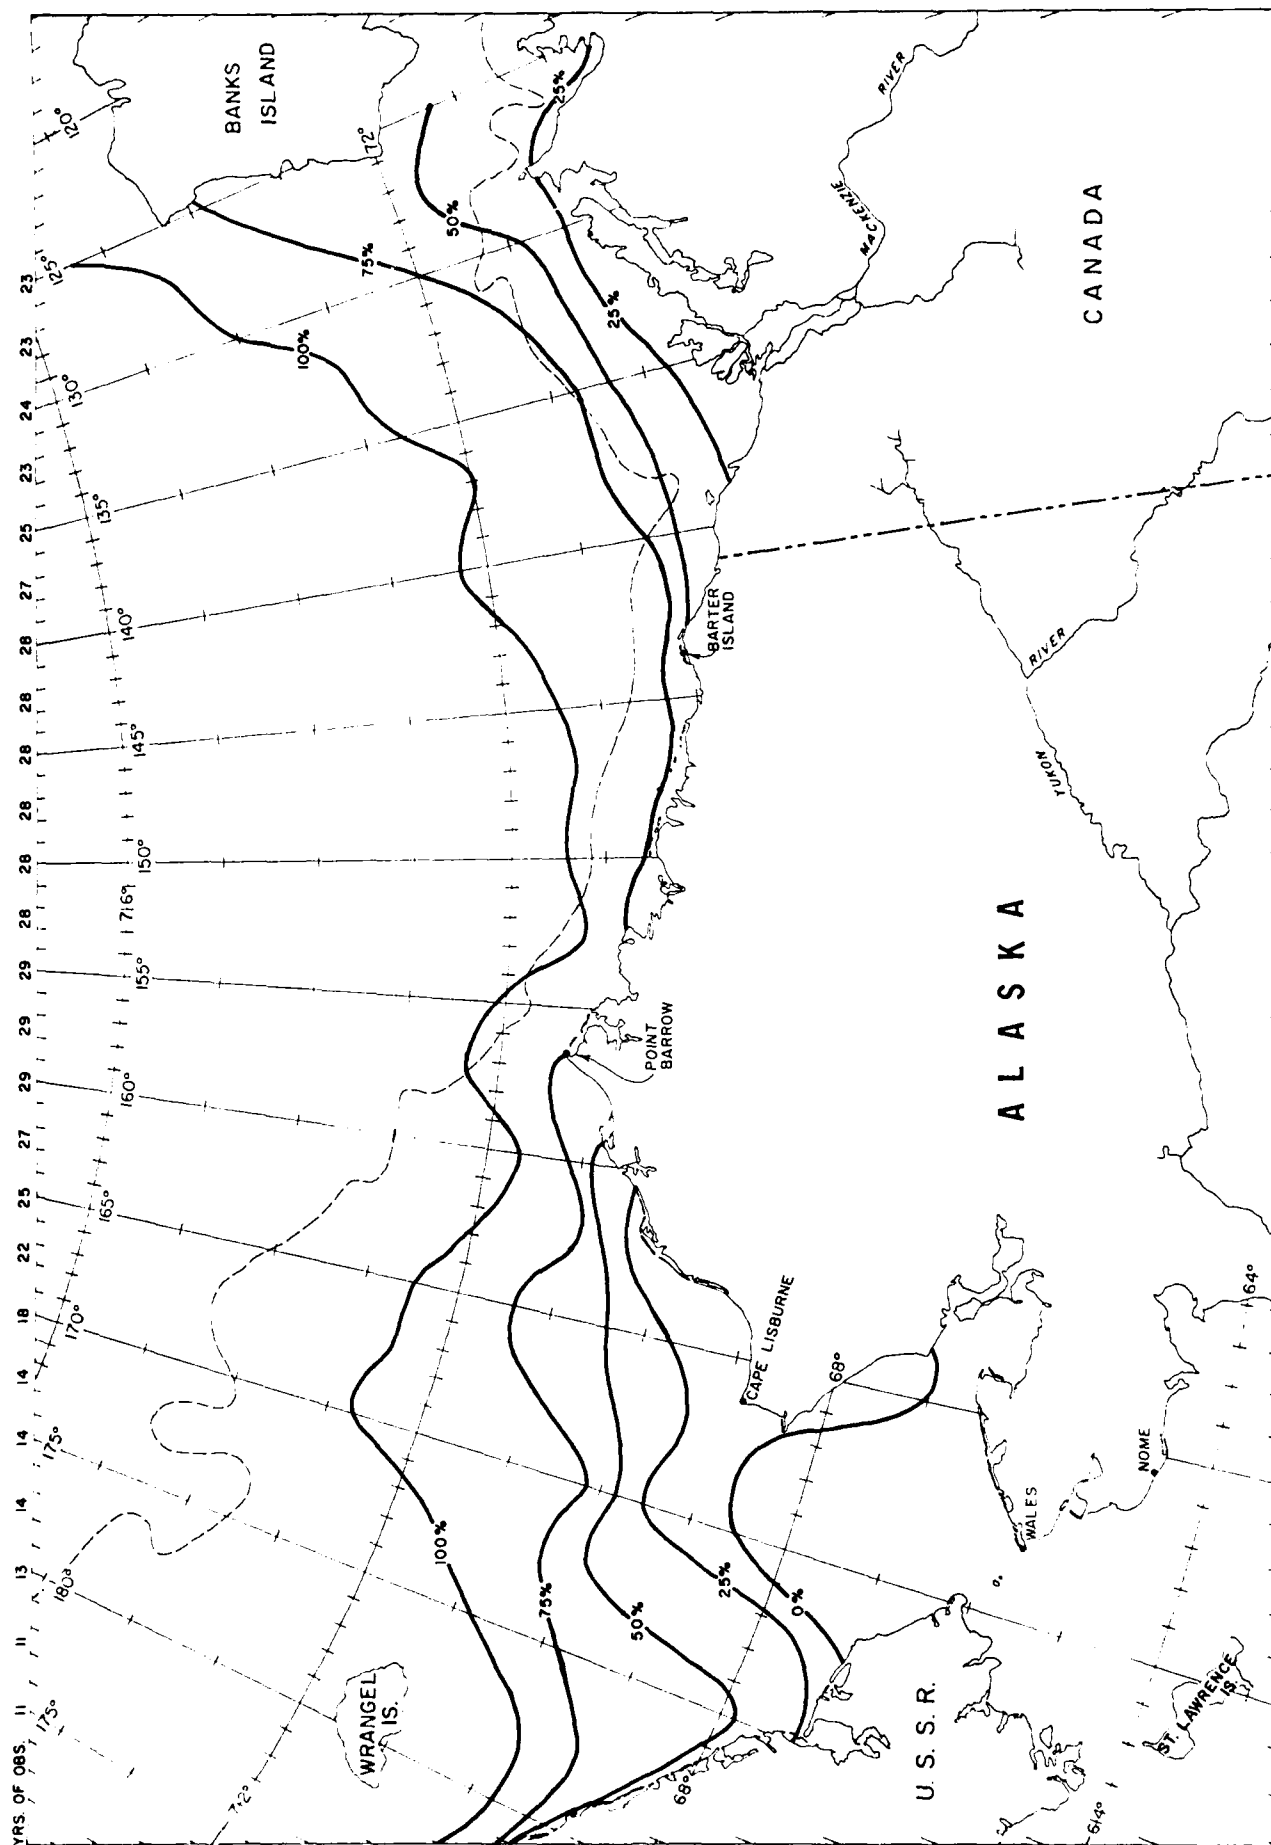 YRS. OF OBS. 11 11 13 14 14 14 18 22 25 27 29 29 29 28 28 28 28 28 28 27 25 23 24 23 23
175°
180°
175°
170°
165°
160°
155°
7169
150°
145°
140°
135°
130°
125°
120°
BANKS
ISLAND
72°
72°
WRANGEL
IS.
100%
100%
75%
75%
50%
50%
25%
25%
25%
0%
68°
68°
POINT
BARROW
BARTER
ISLAND
CAPE LISBURNE
MACKENZIE
RIVER
CANADA
YUKON
RIVER
ALASKA
U.S.S.R.
WALES
NOME
ST. LAWRENCE
IS.
64°
614°